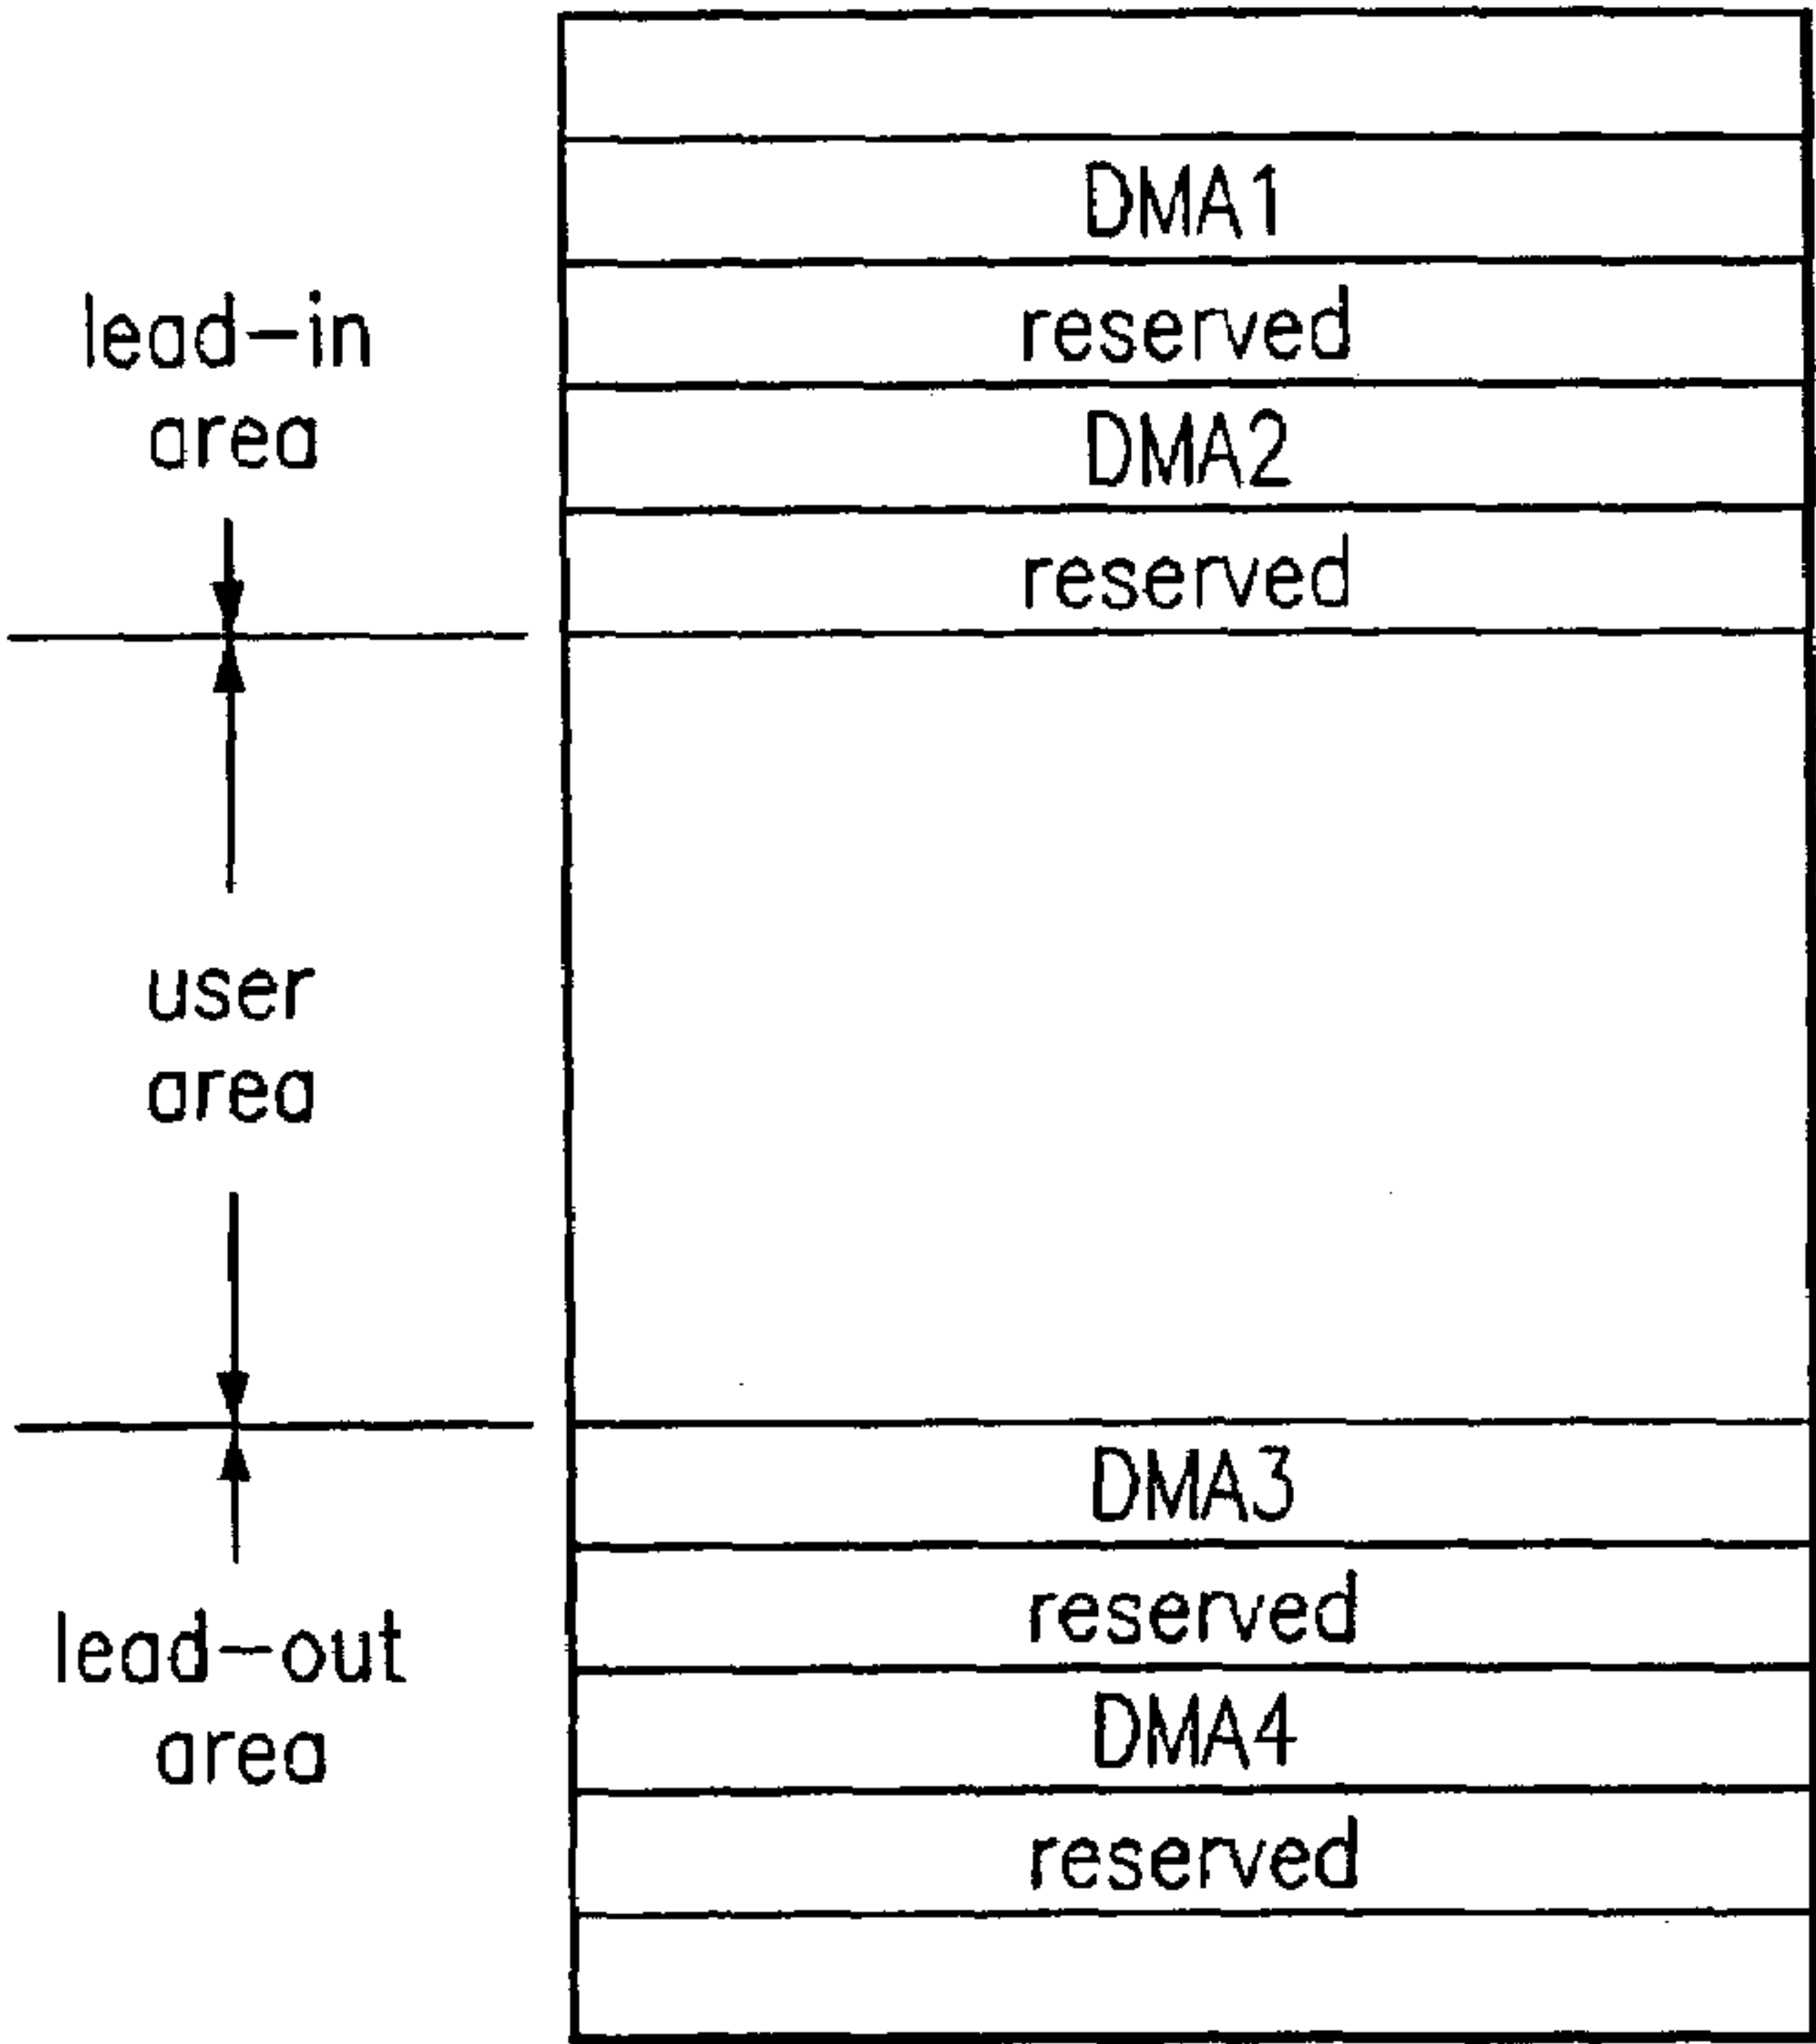 DMA1
lead-in
area
reserved
DMA2
reserved
user
area
DMA3
reserved
lead-out
area
DMA4
reserved